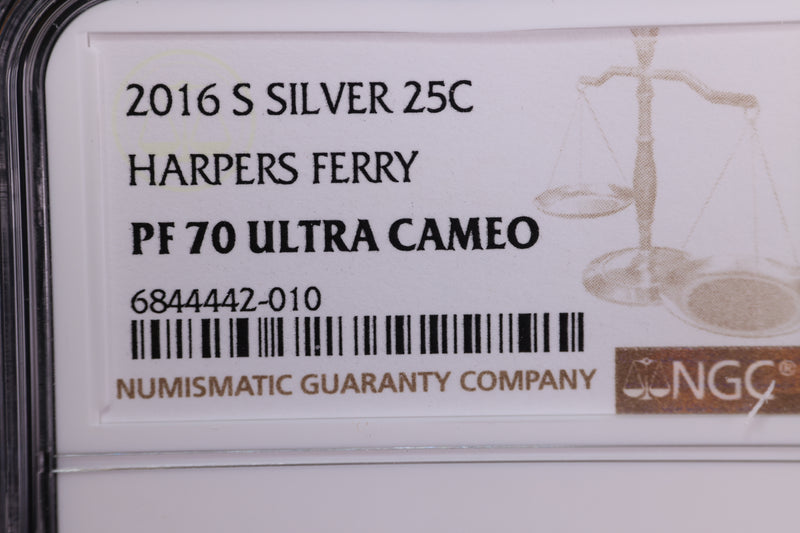 2016 S SILVER 25C
HARPERS FERRY
PF 70 ULTRA CAMEO
6844442-010
NUMISMATIC GUARANTY COMPANY
NGC®